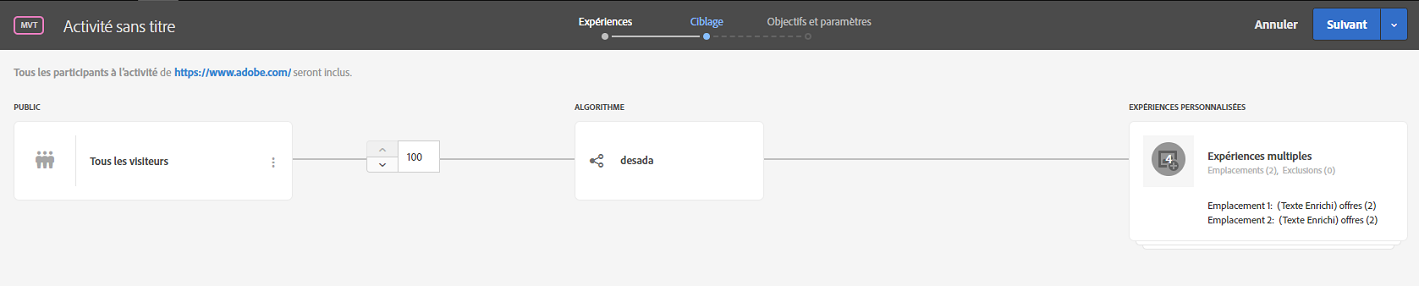 MVT
Activité sans titre
Expériences
Ciblage
Objectifs et paramètres
Annuler
Suivant
Tous les participants à l'activité de https://www.adobe.com/ seront inclus.
PUBLIC
ALGORITHME
EXPÉRIENCES PERSONNALISÉES
Tous les visiteurs
100
desada
4
Expériences multiples
Emplacements (2), Exclusions (0)
Emplacement 1: (Texte Enrichi) offres (2)
Emplacement 2: (Texte Enrichi) offres (2)